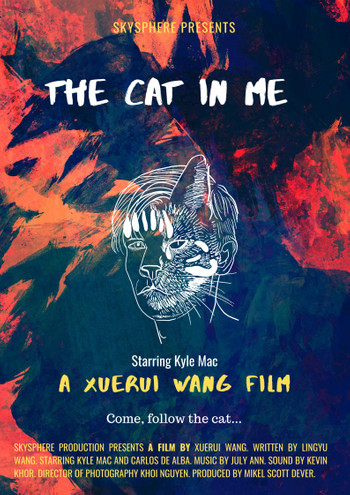 SKYSPHERE PRESENTS
THE CAT IN ME
Starring Kyle Mac
A XUERUI WANG FILM
Come, follow the cat...
SKYSPHERE PRODUCTION PRESENTS A FILM BY XUERUI WANG. WRITTEN BY LINGYU
WANG. STARRING KYLE MAC AND CARLOS DE ALBA. MUSIC BY JULY ANN. SOUND BY KEVIN
KHOR. DIRECTOR OF PHOTOGRAPHY KHOI NGUYEN. PRODUCED BY MIKEL SCOTT DEVER.